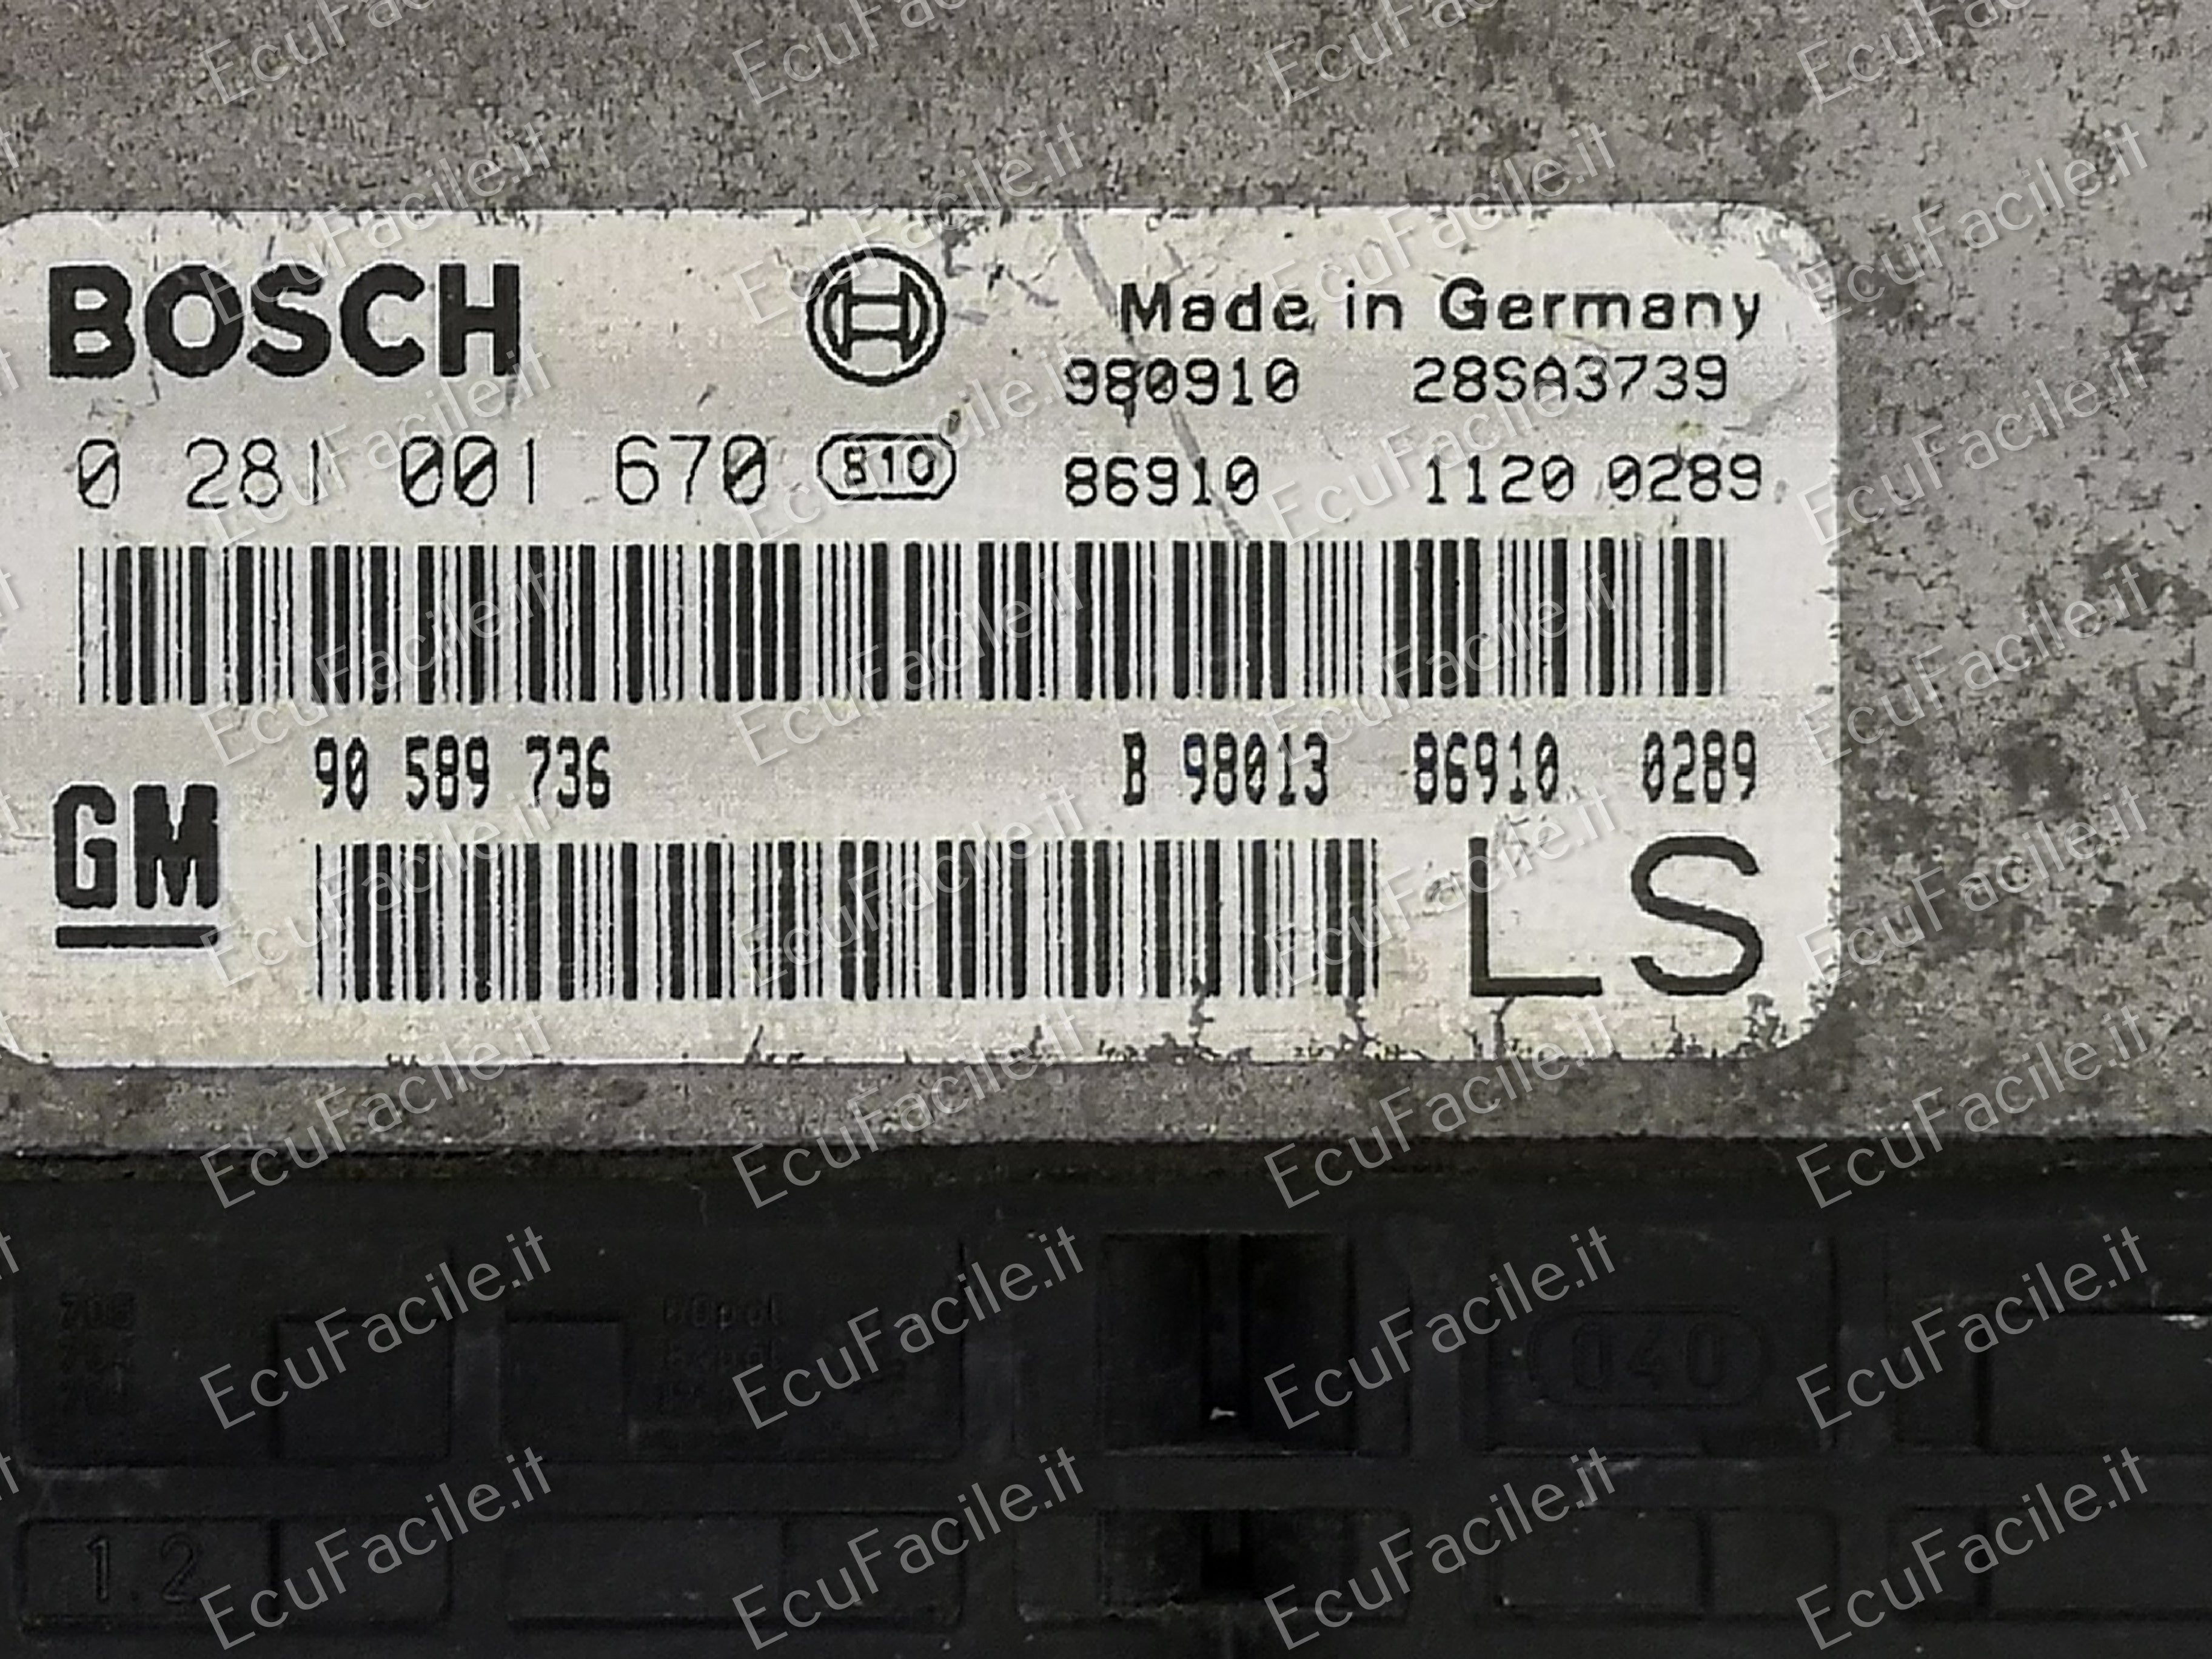 BOSCH Made in Germany
980910 28SA3739
0 281 001 670 B10 86910 1120 0289
90 589 736 B 98013 86910 0289
GM LS
040
1.2
EcuFacile.it